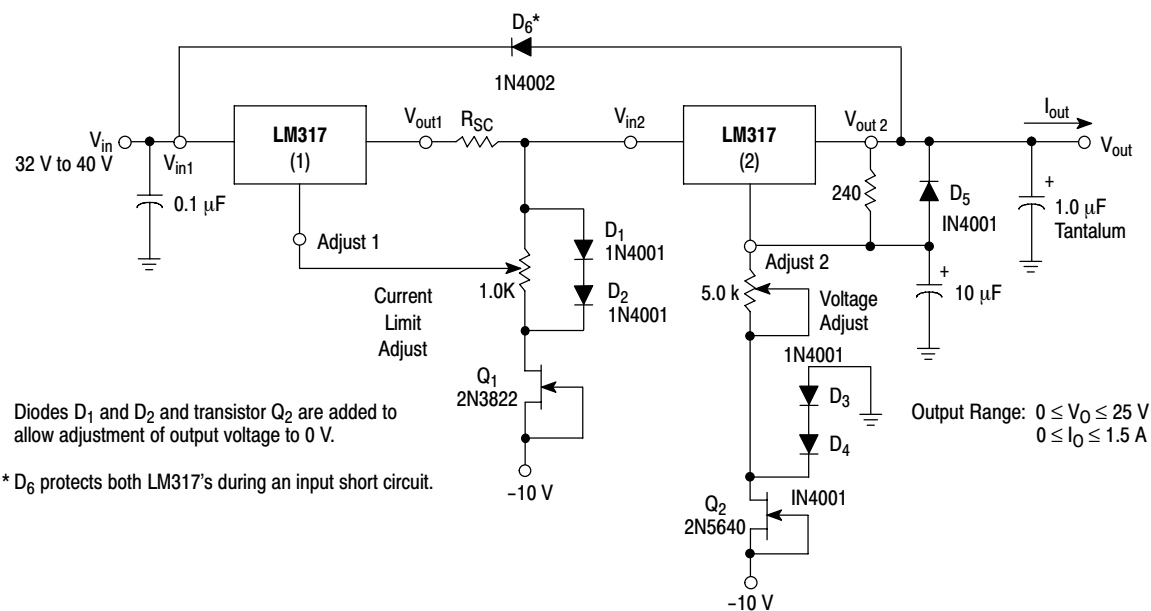 D6*
1N4002
Vin
32 V to 40 V
Vin1
0.1 μF
LM317
(1)
Adjust 1
Vout1
RSC
Vin2
LM317
(2)
Adjust 2
Vout 2
Iout
Vout
240
D5
IN4001
+
1.0 μF
Tantalum
+
10 μF
Current
Limit
Adjust
1.0K
D1
1N4001
D2
1N4001
5.0 k
Voltage
Adjust
1N4001
D3
D4
IN4001
Q1
2N3822
−10 V
Q2
2N5640
−10 V
Diodes D1 and D2 and transistor Q2 are added to
allow adjustment of output voltage to 0 V.
* D6 protects both LM317's during an input short circuit.
Output Range: 0 ≤ VO ≤ 25 V
0 ≤ IO ≤ 1.5 A